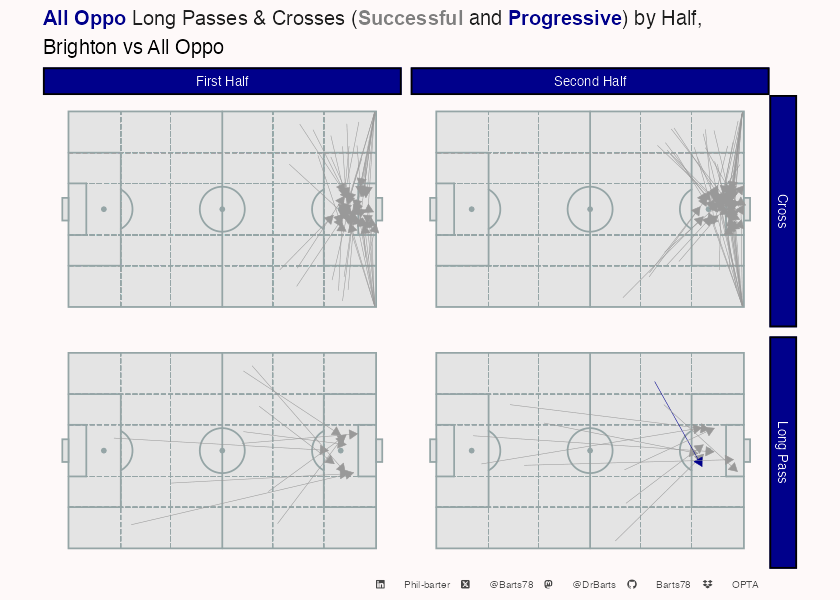 All Oppo Long Passes & Crosses (Successful and Progressive) by Half,
Brighton vs All Oppo
First Half Second Half
Cross
Long Pass
Phil-barter @Barts78 @DrBarts Barts78 OPTA